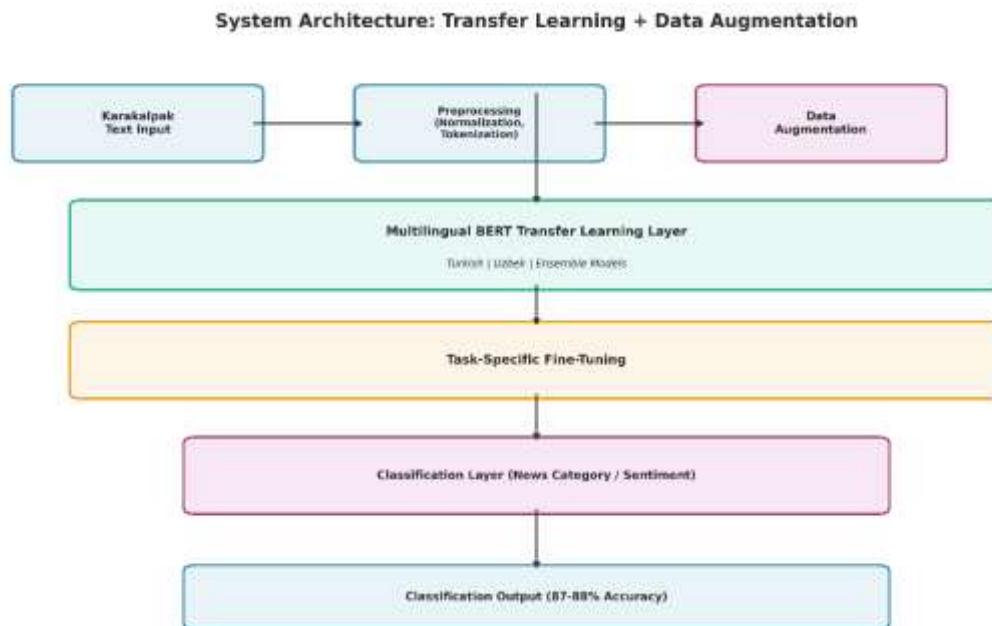 System Architecture: Transfer Learning + Data Augmentation
Karakalpak
Text Input
Preprocessing
(Normalization,
Tokenization)
Data
Augmentation
Multilingual BERT Transfer Learning Layer
Turkish | Uzbek | Ensemble Models
Task-Specific Fine-Tuning
Classification Layer (News Category / Sentiment)
Classification Output (87-88% Accuracy)